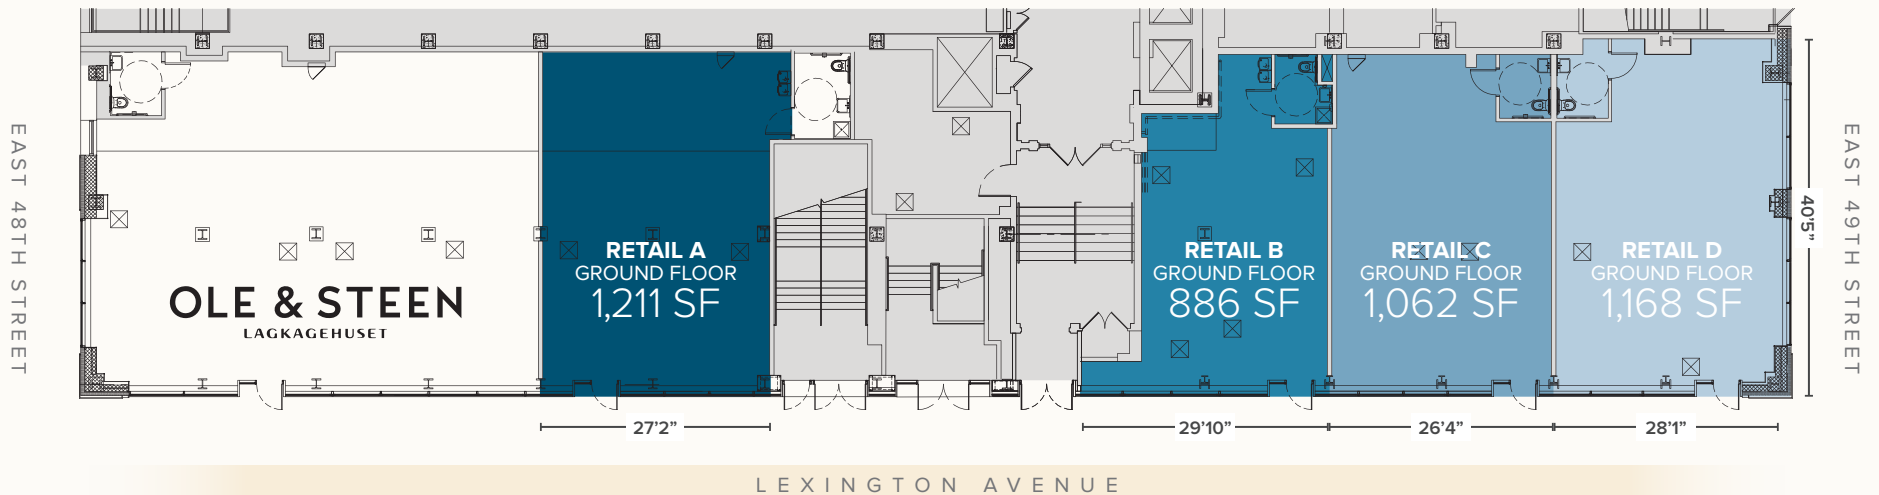 EAST 48TH STREET
OLE & STEEN
LAGKAGEHUSET
RETAIL A
GROUND FLOOR
1,211 SF
RETAIL B
GROUND FLOOR
886 SF
RETAIL C
GROUND FLOOR
1,062 SF
RETAIL D
GROUND FLOOR
1,168 SF
40’5”
EAST 49TH STREET
27’2”
29’10”
26’4”
28’1”
LEXINGTON AVENUE